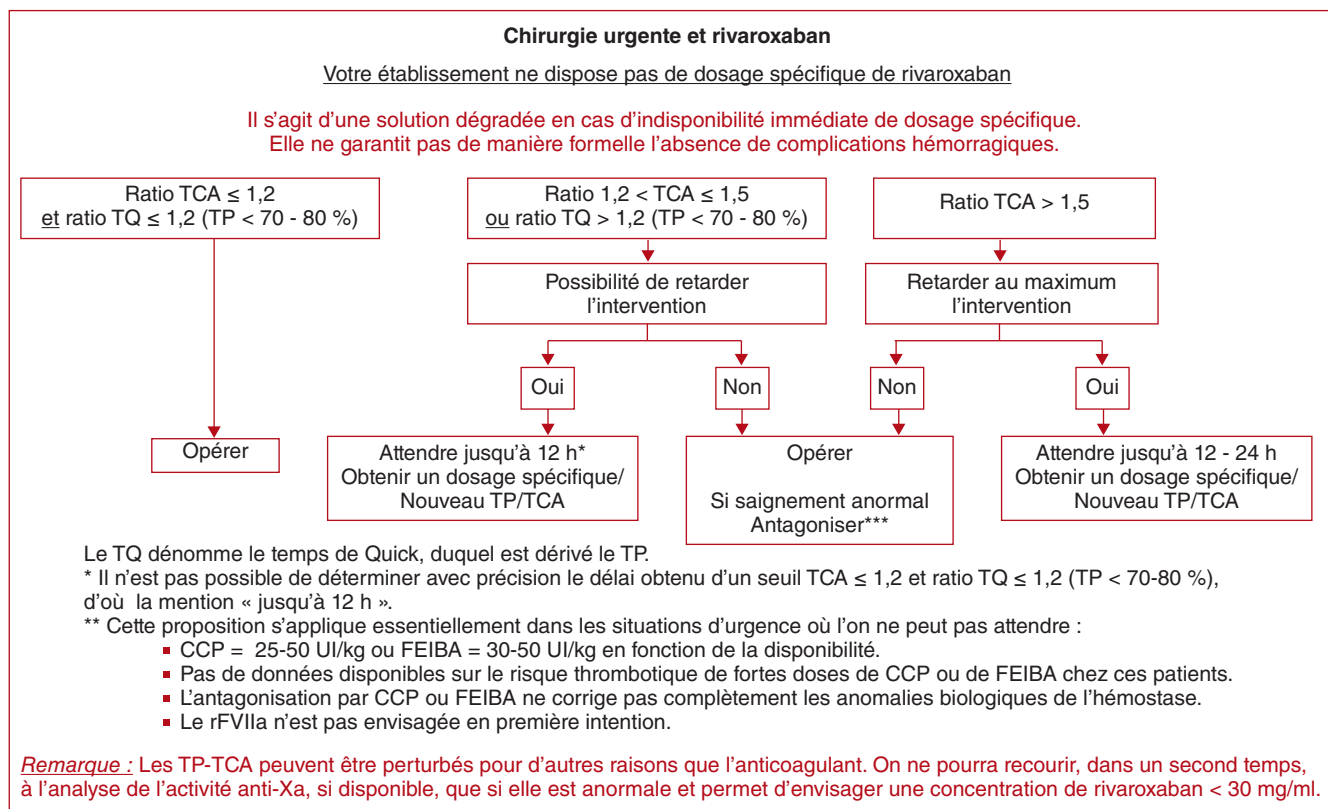 Chirurgie urgente et rivaroxaban
Votre établissement ne dispose pas de dosage spécifique de rivaroxaban
Il s'agit d'une solution dégradée en cas d'indisponibilité immédiate de dosage spécifique.
Elle ne garantit pas de manière formelle l'absence de complications hémorragiques.
Ratio TCA ≤ 1,2
et ratio TQ ≤ 1,2 (TP < 70 - 80 %)
Ratio 1,2 < TCA ≤ 1,5
ou ratio TQ > 1,2 (TP < 70 - 80 %)
Ratio TCA > 1,5
Possibilité de retarder
l'intervention
Retarder au maximum
l'intervention
Oui
Non
Non
Oui
Opérer
Attendre jusqu'à 12 h*
Obtenir un dosage spécifique/
Nouveau TP/TCA
Opérer
Si saignement anormal
Antagoniser***
Attendre jusqu'à 12 - 24 h
Obtenir un dosage spécifique/
Nouveau TP/TCA
Le TQ dénomme le temps de Quick, duquel est dérivé le TP.
* Il n'est pas possible de déterminer avec précision le délai obtenu d'un seuil TCA ≤ 1,2 et ratio TQ ≤ 1,2 (TP < 70-80 %),
d'où la mention « jusqu'à 12 h ».
** Cette proposition s'applique essentiellement dans les situations d'urgence où l'on ne peut pas attendre :
▪ CCP = 25-50 UI/kg ou FEIBA = 30-50 UI/kg en fonction de la disponibilité.
▪ Pas de données disponibles sur le risque thrombotique de fortes doses de CCP ou de FEIBA chez ces patients.
▪ L'antagonisation par CCP ou FEIBA ne corrige pas complètement les anomalies biologiques de l'hémostase.
▪ Le rFVIIa n'est pas envisagée en première intention.
Remarque : Les TP-TCA peuvent être perturbés pour d'autres raisons que l'anticoagulant. On ne pourra recourir, dans un second temps,
à l'analyse de l'activité anti-Xa, si disponible, que si elle est anormale et permet d'envisager une concentration de rivaroxaban < 30 mg/ml.